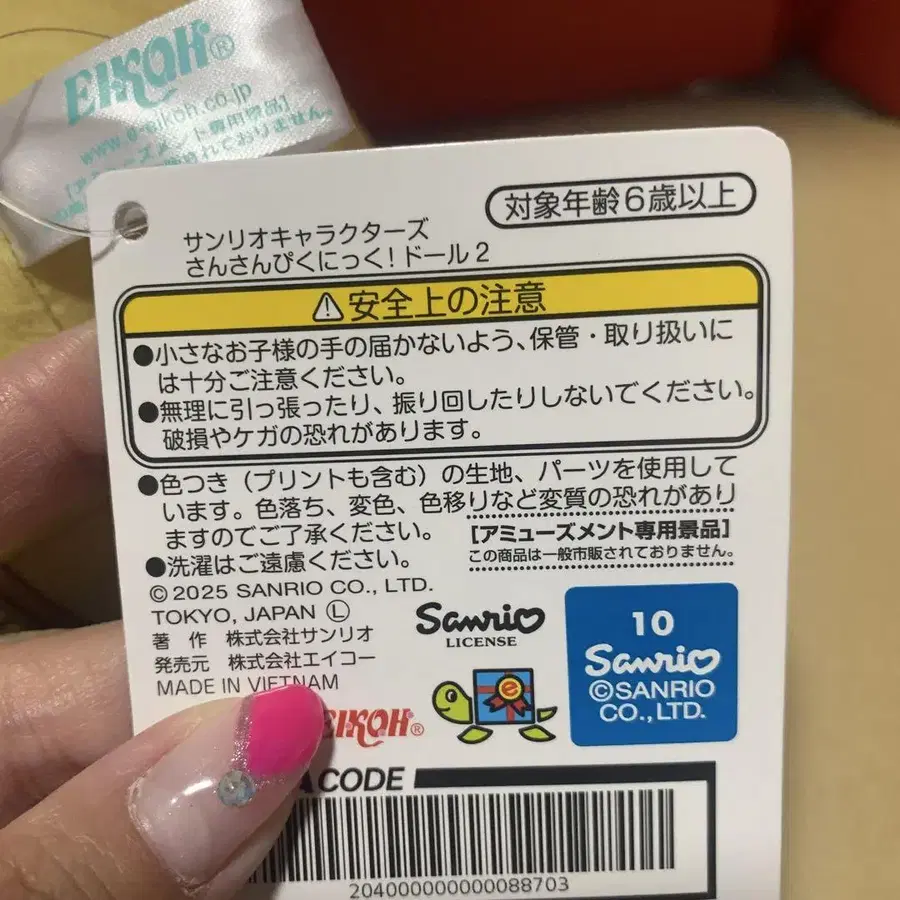 EIKOH®
www.e-eikoh.co.jp
対象年齢6歳以上
サンリオキャラクターズ
さんさんぴくにっく!ドール2
⚠安全上の注意
●小さなお子様の手の届かないよう、保管・取り扱いに
は十分ご注意ください。
●無理に引っ張ったり、振り回したりしないでください。
破損やケガの恐れがあります。
●色つき(プリントも含む)の生地、パーツを使用して
います。色落ち、変色、色移りなど変質の恐れがあり
ますのでご了承ください。
●洗濯はご遠慮ください。
[アミューズメント専用景品]
この商品は一般市販されておりません。
©2025 SANRIO CO., LTD.
TOKYO, JAPAN Ⓛ
著 作 株式会社サンリオ
発売元 株式会社エイコー
MADE IN VIETNAM
Sanrio
LICENSE
10
Sanrio
©SANRIO
CO., LTD.
e
EIKOH®
CODE
204000000000088703